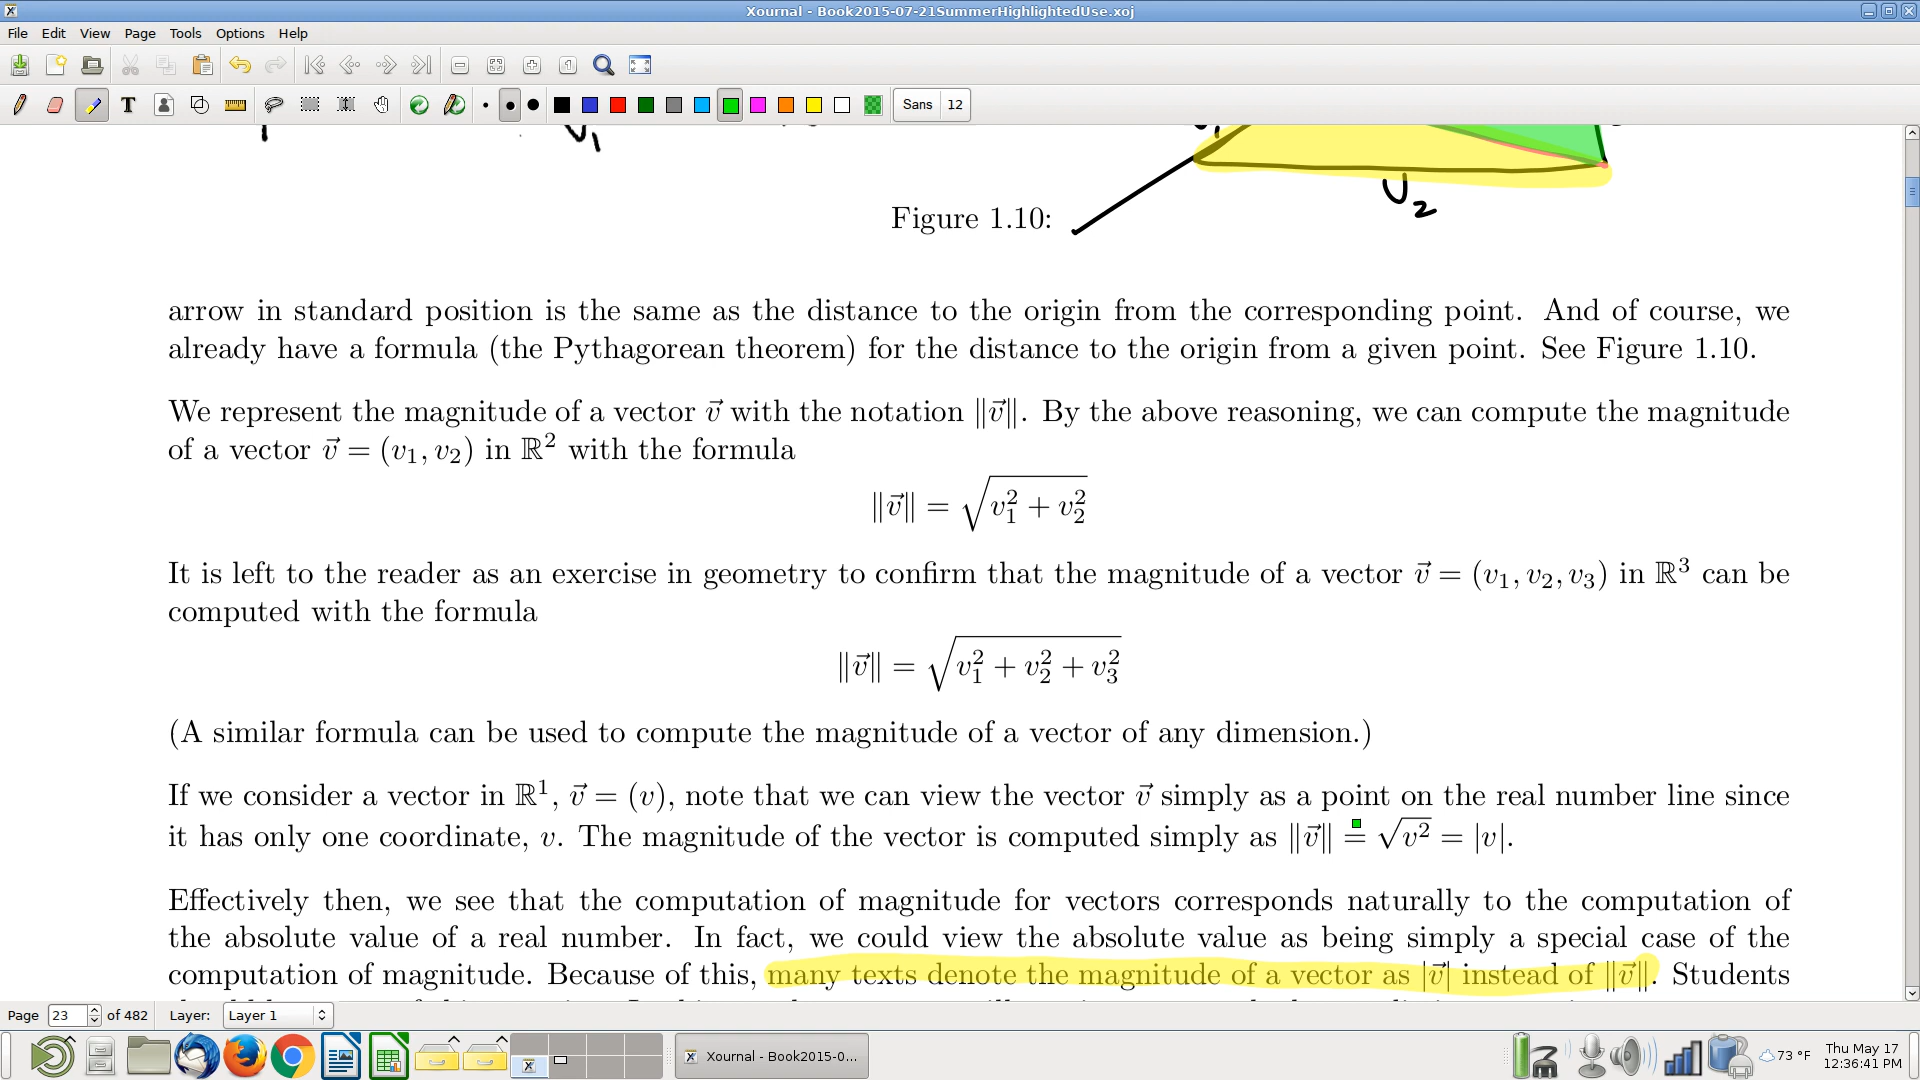 Xournal - Book2015-07-21SummerHighlightedUse.xoj
File Edit View Page Tools Options Help
T Sans 12
v₁
v₂
Figure 1.10:
arrow in standard position is the same as the distance to the origin from the corresponding point. And of course, we
already have a formula (the Pythagorean theorem) for the distance to the origin from a given point. See Figure 1.10.
We represent the magnitude of a vector v⃗ with the notation ‖v⃗‖. By the above reasoning, we can compute the magnitude
of a vector v⃗ = (v₁, v₂) in ℝ² with the formula
‖v⃗‖ = √(v₁² + v₂²)
It is left to the reader as an exercise in geometry to confirm that the magnitude of a vector v⃗ = (v₁, v₂, v₃) in ℝ³ can be
computed with the formula
‖v⃗‖ = √(v₁² + v₂² + v₃²)
(A similar formula can be used to compute the magnitude of a vector of any dimension.)
If we consider a vector in ℝ¹, v⃗ = (v), note that we can view the vector v⃗ simply as a point on the real number line since
it has only one coordinate, v. The magnitude of the vector is computed simply as ‖v⃗‖ = √v² = |v|.
Effectively then, we see that the computation of magnitude for vectors corresponds naturally to the computation of
the absolute value of a real number. In fact, we could view the absolute value as being simply a special case of the
computation of magnitude. Because of this, many texts denote the magnitude of a vector as |v⃗| instead of ‖v⃗‖. Students
Page 23 of 482 Layer: Layer 1
Xournal - Book2015-0...
73 °F
Thu May 17
12:36:41 PM